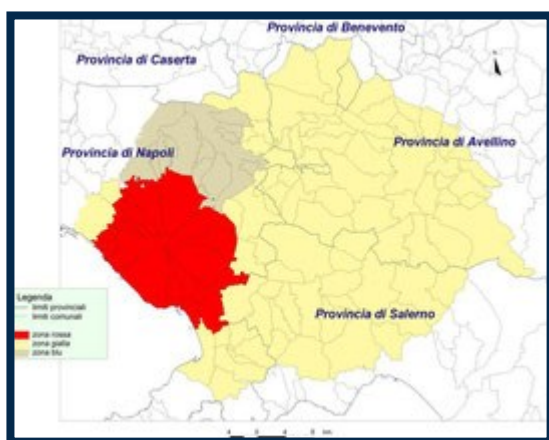 Provincia di Benevento
Provincia di Caserta
Provincia di Avellino
Provincia di Napoli
Provincia di Salerno
Legenda
limiti provinciali
limiti comunali
zona rossa
zona gialla
zona blu
km